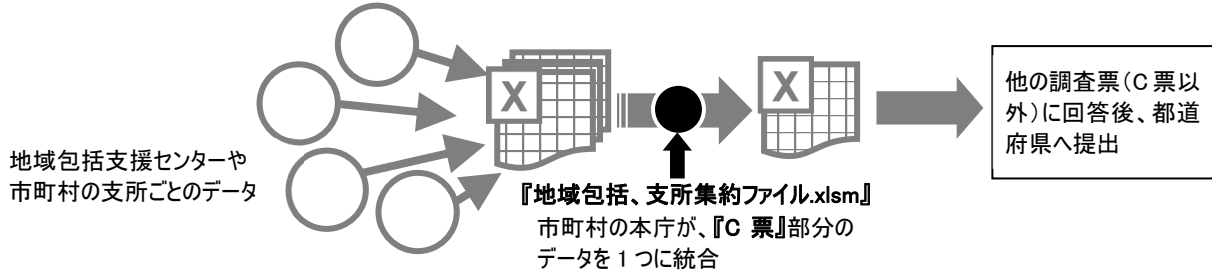 地域包括支援センターや
市町村の支所ごとのデータ
X
X
『地域包括、支所集約ファイル.xlsm』
市町村の本庁が、『C 票』部分の
データを 1 つに統合
他の調査票（C 票以
外）に回答後、都道
府県へ提出